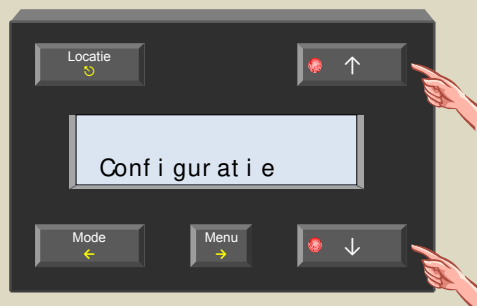 Locatie
↑
Configuratie
Mode
←
Menu
→
↓